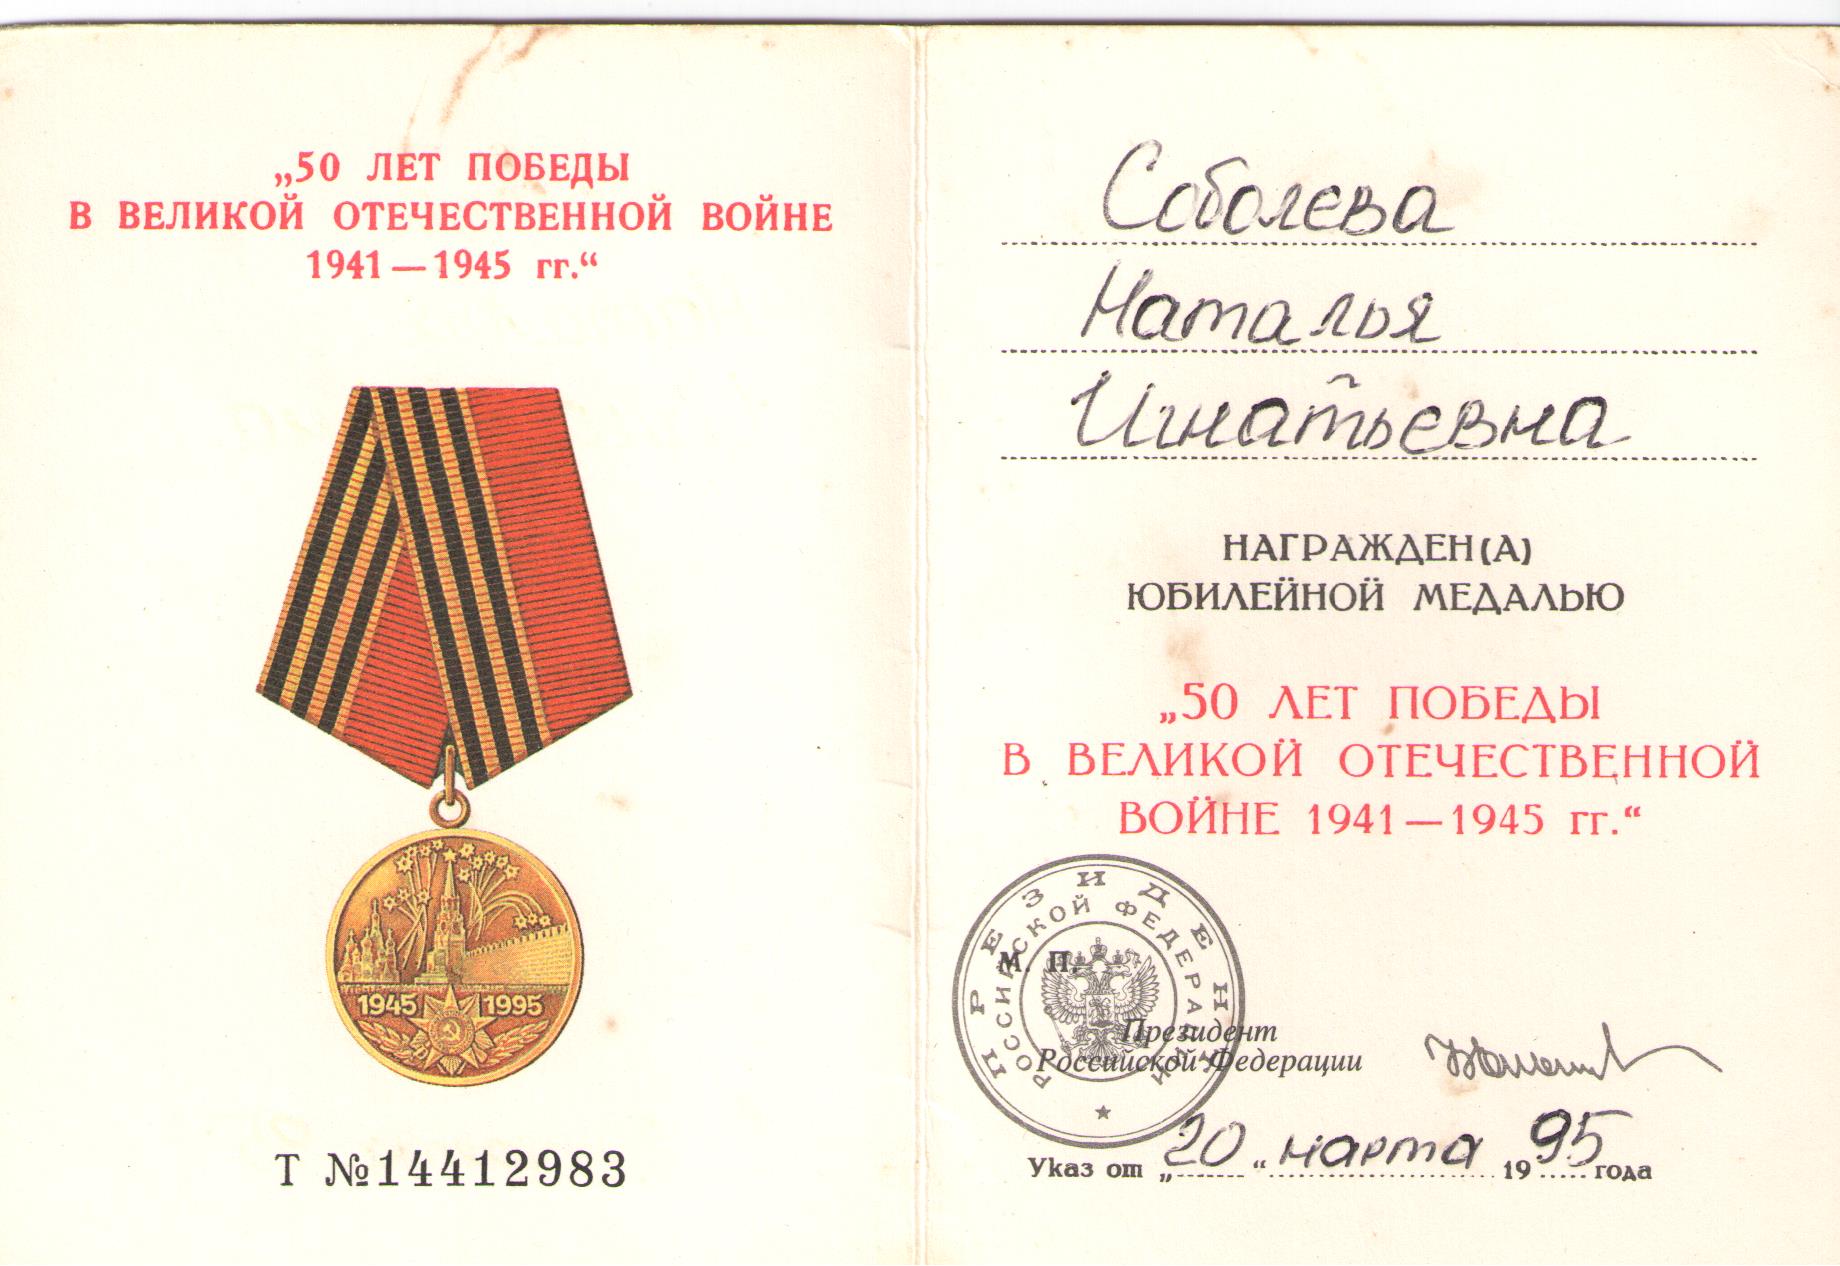 „50 ЛЕТ ПОБЕДЫ
В ВЕЛИКОЙ ОТЕЧЕСТВЕННОЙ ВОЙНЕ
1941—1945 гг.“
1945 1995
Т №14412983
Соболева
Наталья
Игнатьевна
НАГРАЖДЕН(А)
ЮБИЛЕЙНОЙ МЕДАЛЬЮ
„50 ЛЕТ ПОБЕДЫ
В ВЕЛИКОЙ ОТЕЧЕСТВЕННОЙ
ВОЙНЕ 1941—1945 гг.“
ПРЕЗИДЕНТ
РОССИЙСКОЙ ФЕДЕРАЦИИ
М. П.
Президент
Российской Федерации
Указ от „20“ марта 1995 года